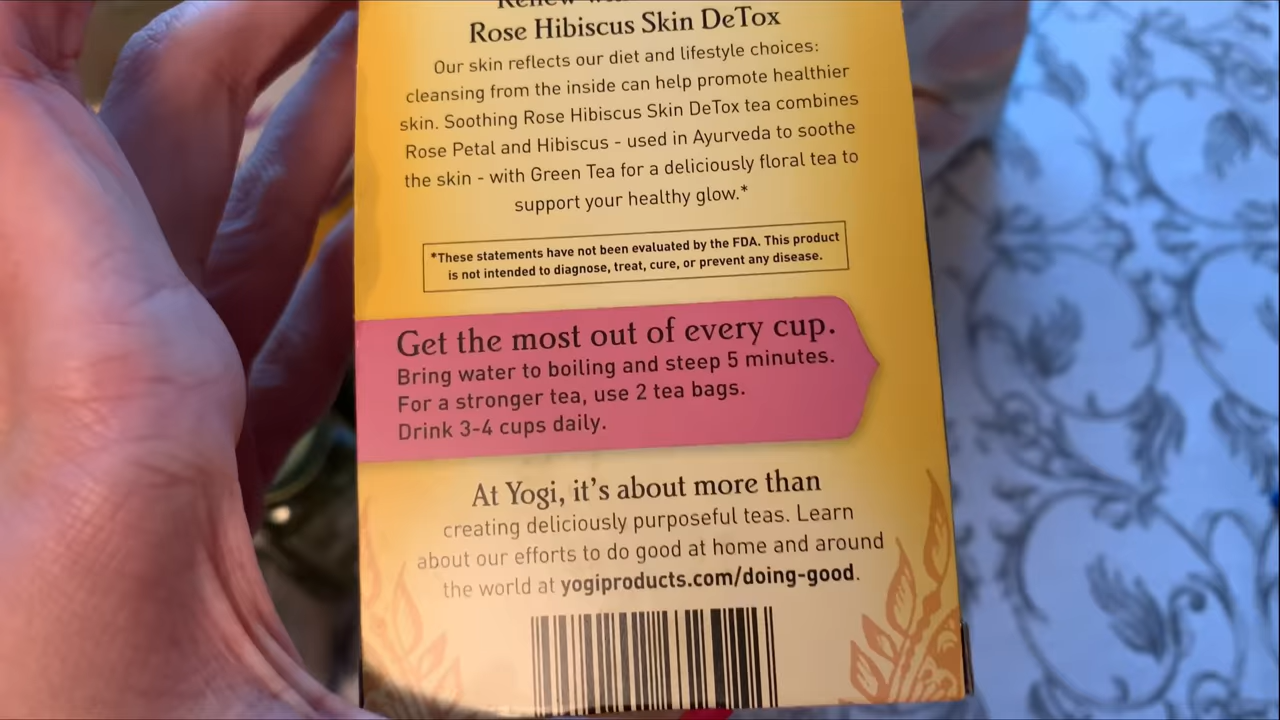 Rose Hibiscus Skin DeTox
Our skin reflects our diet and lifestyle choices:
cleansing from the inside can help promote healthier
skin. Soothing Rose Hibiscus Skin DeTox tea combines
Rose Petal and Hibiscus - used in Ayurveda to soothe
the skin - with Green Tea for a deliciously floral tea to
support your healthy glow.*
*These statements have not been evaluated by the FDA. This product
is not intended to diagnose, treat, cure, or prevent any disease.
Get the most out of every cup.
Bring water to boiling and steep 5 minutes.
For a stronger tea, use 2 tea bags.
Drink 3-4 cups daily.
At Yogi, it's about more than
creating deliciously purposeful teas. Learn
about our efforts to do good at home and around
the world at yogiproducts.com/doing-good.